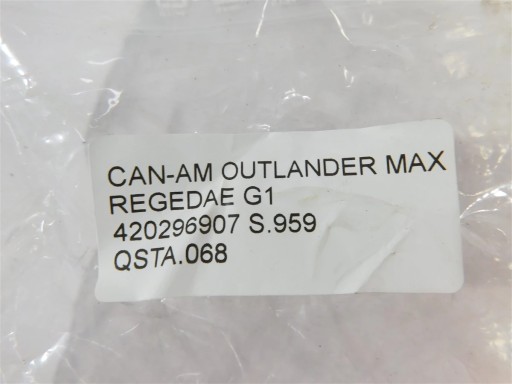 CAN-AM OUTLANDER MAX
REGEDAE G1
420296907 S.959
QSTA.068